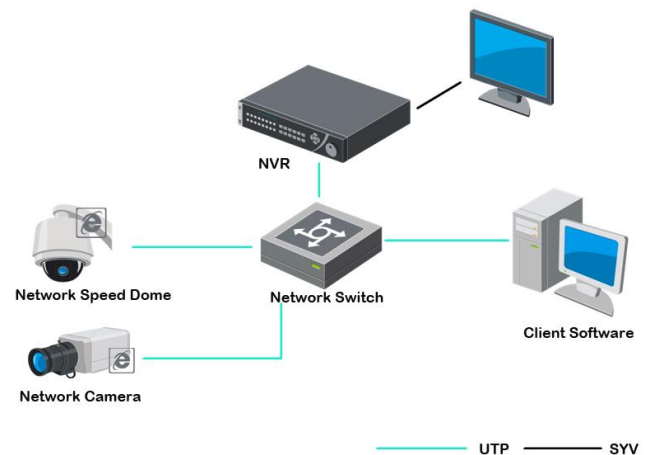 NVR
Network Speed Dome
Network Switch
Client Software
Network Camera
UTP
SYV